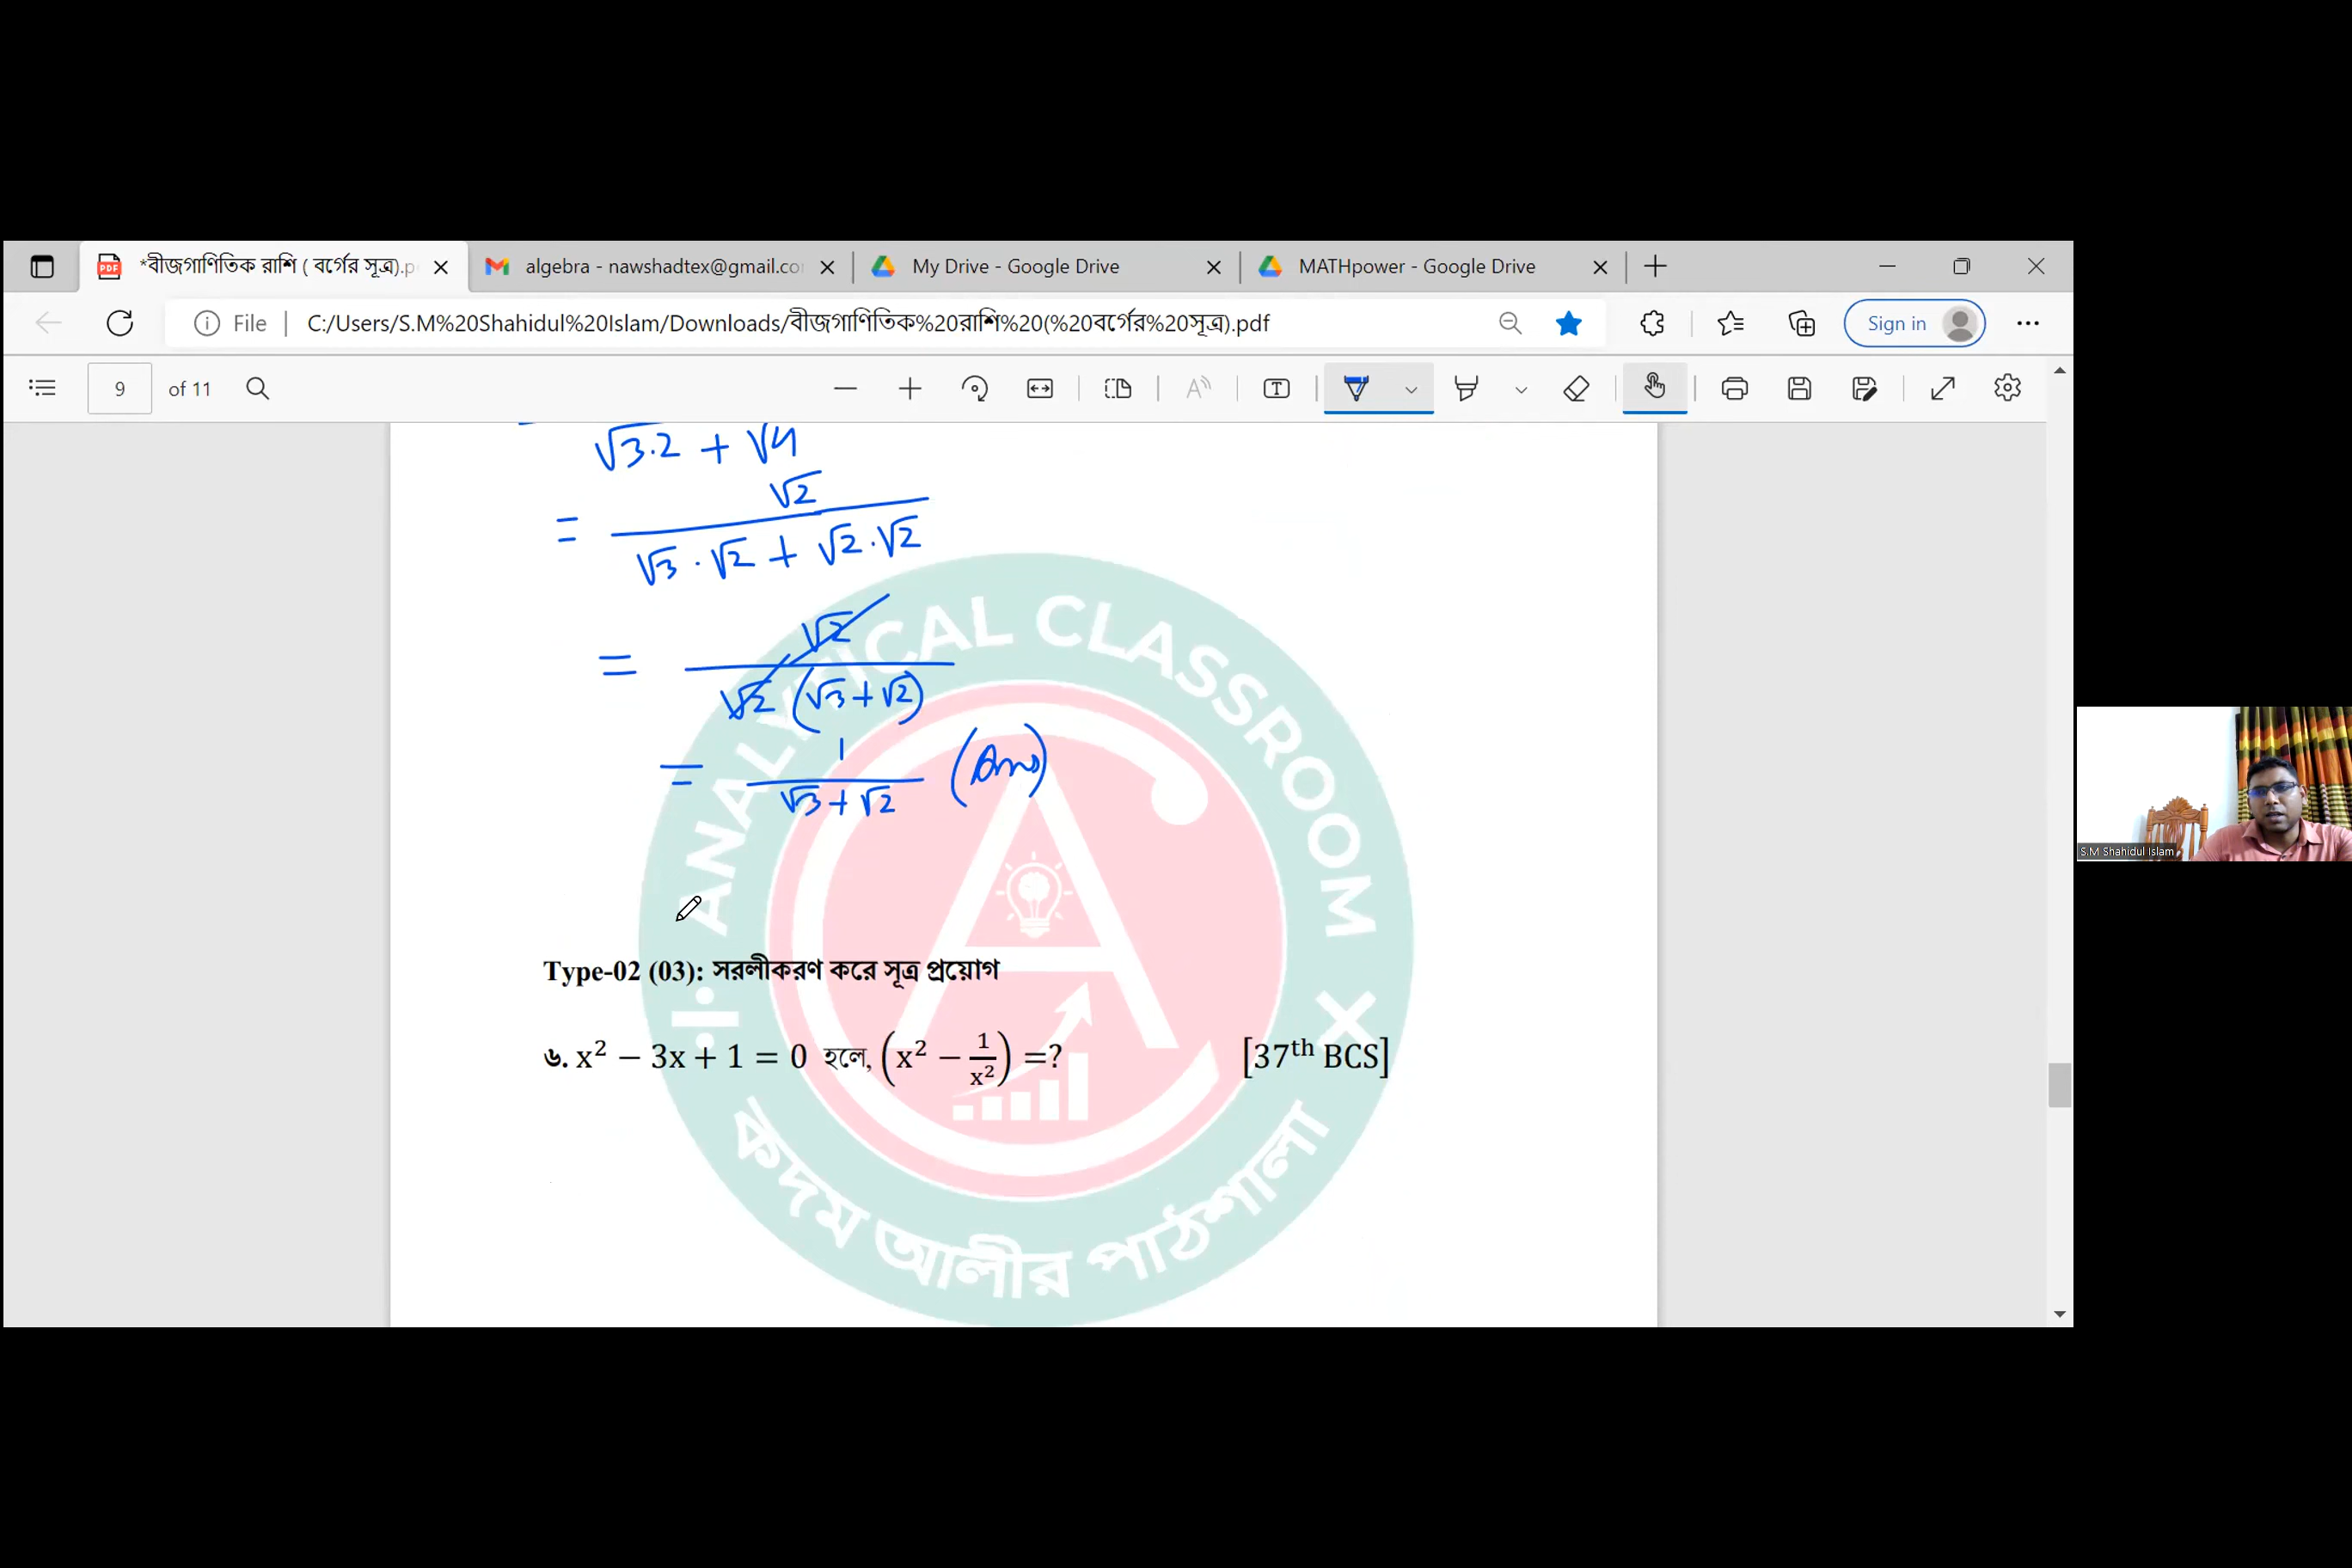 *বীজগাণিতিক রাশি ( বর্গের সূত্র).p
algebra - nawshadtex@gmail.co
My Drive - Google Drive
MATHpower - Google Drive
File
C:/Users/S.M%20Shahidul%20Islam/Downloads/বীজগাণিতিক%20রাশি%20(%20বর্গের%20সূত্র).pdf
Sign in
9 of 11
√3.2 + √4
= √2 / (√3 · √2 + √2 · √2)
= √2 / (√2 (√3 + √2))
= 1 / (√3 + √2) (Ans)
ANALYTICAL CLASSROOM
Type-02 (03): সরলীকরণ করে সূত্র প্রয়োগ
৬. x² − 3x + 1 = 0 হলে, (x² − 1/x²) =? [37th BCS]
কদম আলীর পাঠশালা
S.M Shahidul Islam